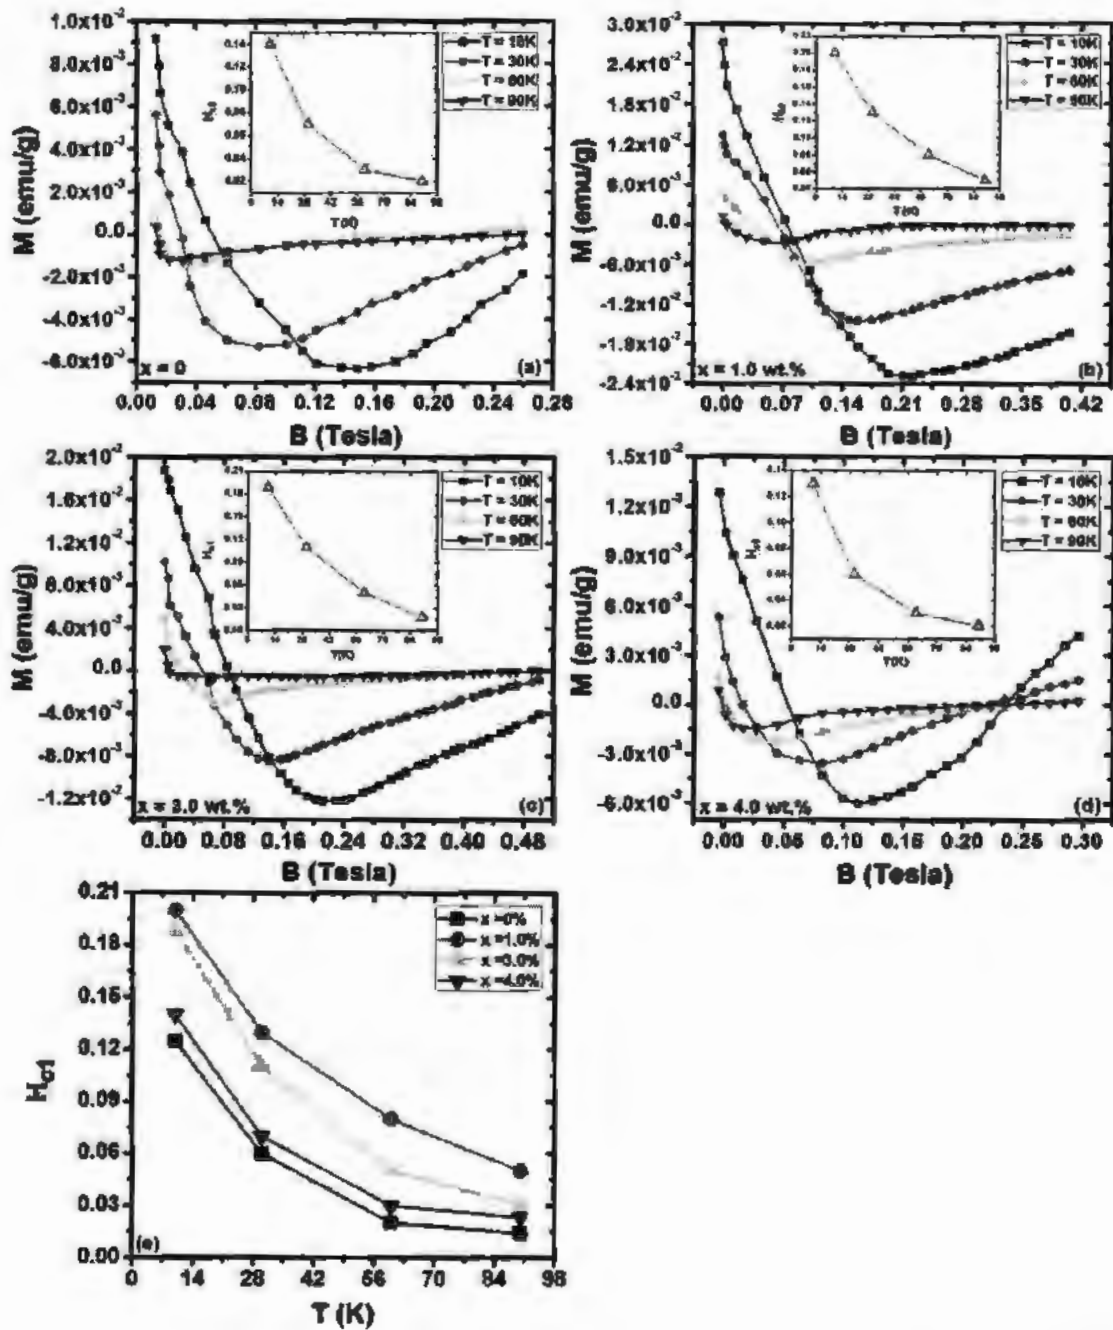 M (emu/g)
1.0x10⁻²
8.0x10⁻³
6.0x10⁻³
4.0x10⁻³
2.0x10⁻³
0.0
-2.0x10⁻³
-4.0x10⁻³
-6.0x10⁻³
T = 30K
T = 60K
T = 90K
T(K)
x = 0
(a)
0.00 0.04 0.08 0.12 0.16 0.20 0.24 0.28
B (Tesla)
M (emu/g)
3.0x10⁻²
2.4x10⁻²
1.8x10⁻²
1.2x10⁻²
6.0x10⁻³
0.0
-6.0x10⁻³
-1.2x10⁻²
-1.8x10⁻²
-2.4x10⁻²
T = 10K
T = 30K
T = 60K
T = 90K
T(K)
x = 1.0 wt.%
(b)
0.00 0.07 0.14 0.21 0.28 0.35 0.42
B (Tesla)
M (emu/g)
2.0x10⁻²
1.6x10⁻²
1.2x10⁻²
8.0x10⁻³
4.0x10⁻³
0.0
-4.0x10⁻³
-8.0x10⁻³
-1.2x10⁻²
T = 10K
T = 30K
T = 60K
T = 90K
T(K)
x = 3.0 wt.%
(c)
0.00 0.08 0.16 0.24 0.32 0.40 0.48
B (Tesla)
M (emu/g)
1.5x10⁻²
1.2x10⁻²
9.0x10⁻³
6.0x10⁻³
3.0x10⁻³
0.0
-3.0x10⁻³
-6.0x10⁻³
T = 10K
T = 30K
T = 60K
T = 90K
T(K)
x = 4.0 wt.%
(d)
0.00 0.05 0.10 0.15 0.20 0.25 0.30
B (Tesla)
H_C1
0.21
0.18
0.15
0.12
0.09
0.06
0.03
0.00
x =0%
x =1.0%
x =3.0%
x =4.0%
(e)
0 14 28 42 56 70 84 98
T (K)